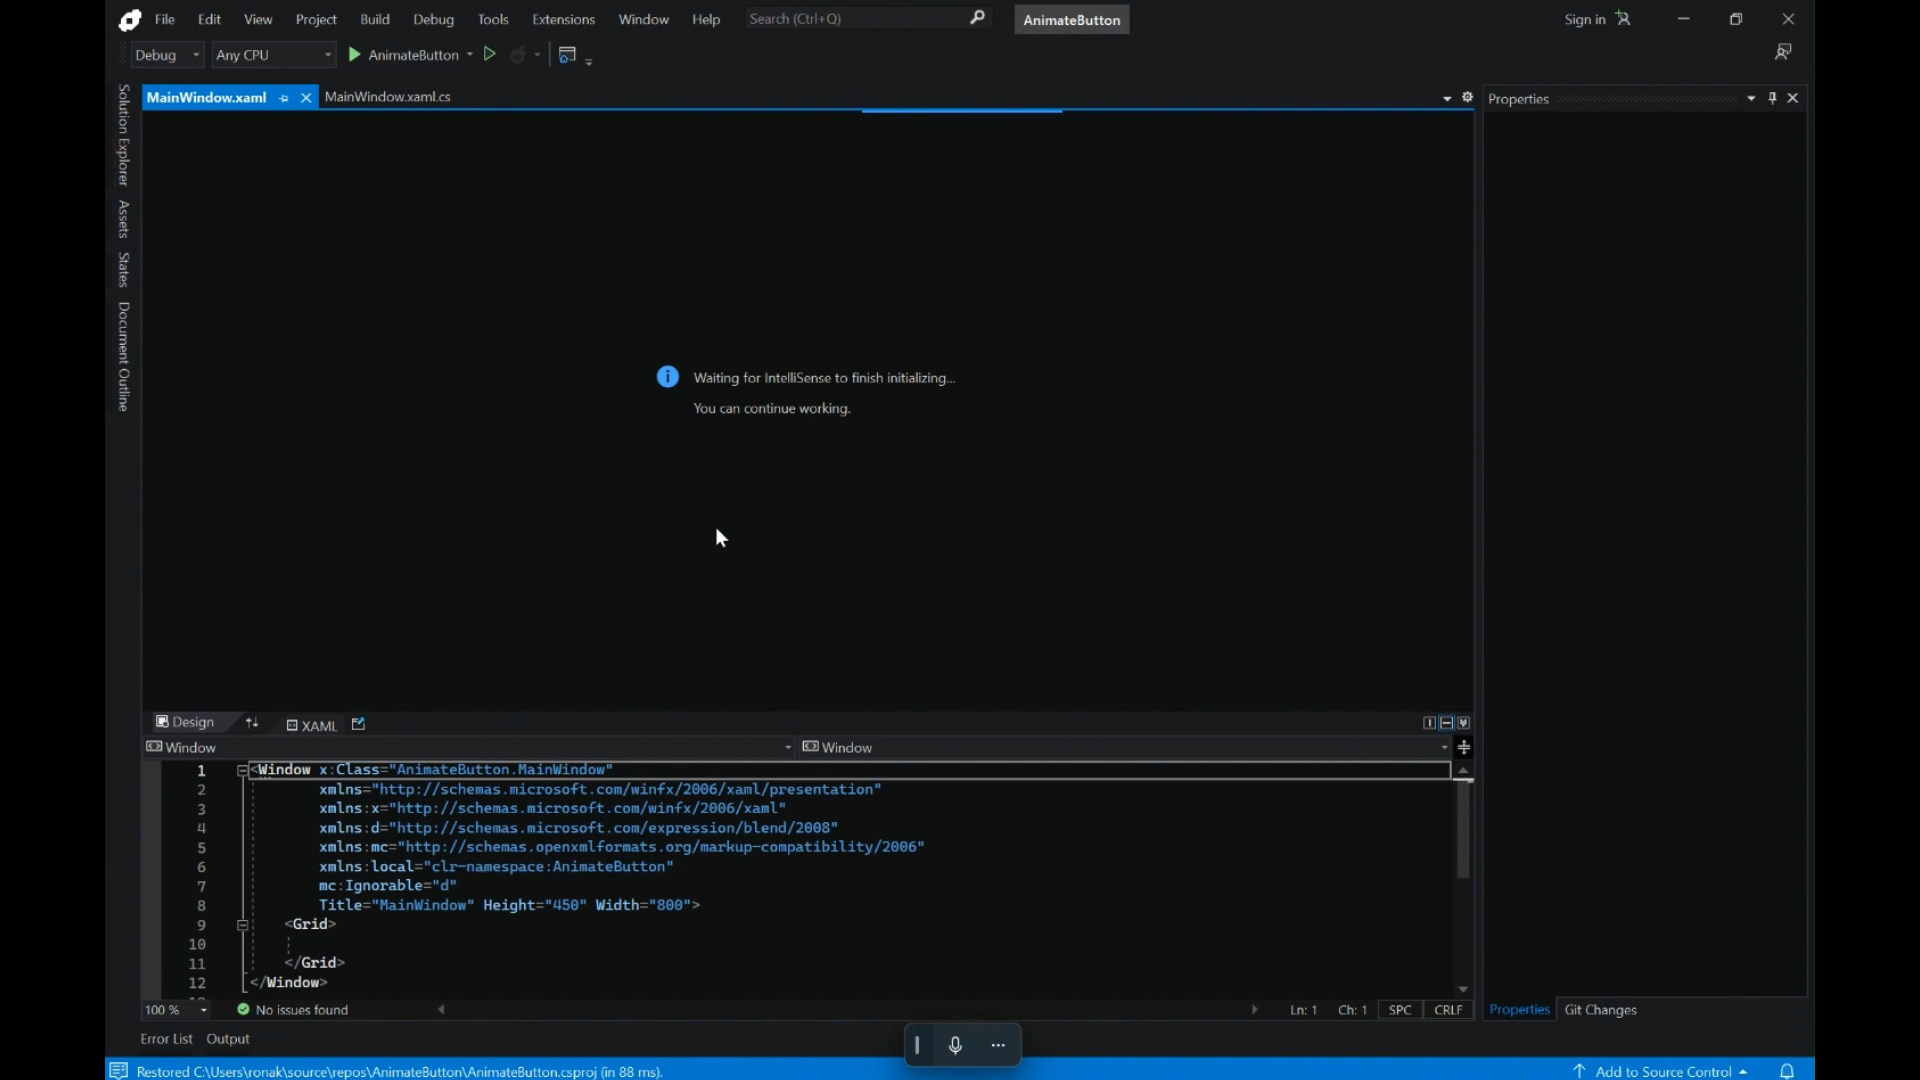 File Edit View Project Build Debug Tools Extensions Window Help Search (Ctrl+Q) AnimateButton Sign in
Debug Any CPU AnimateButton
MainWindow.xaml MainWindow.xaml.cs
Properties
Solution Explorer
Assets
States
Document Outline
Waiting for IntelliSense to finish initializing...
You can continue working.
Design XAML
Window Window
1 <Window x:Class="AnimateButton.MainWindow"
2 xmlns="http://schemas.microsoft.com/winfx/2006/xaml/presentation"
3 xmlns:x="http://schemas.microsoft.com/winfx/2006/xaml"
4 xmlns:d="http://schemas.microsoft.com/expression/blend/2008"
5 xmlns:mc="http://schemas.openxmlformats.org/markup-compatibility/2006"
6 xmlns:local="clr-namespace:AnimateButton"
7 mc:Ignorable="d"
8 Title="MainWindow" Height="450" Width="800">
9 <Grid>
10
11 </Grid>
12 </Window>
100 % No issues found Ln: 1 Ch: 1 SPC CRLF
Properties Git Changes
Error List Output
Restored C:\Users\ronak\source\repos\AnimateButton\AnimateButton.csproj (in 88 ms). Add to Source Control